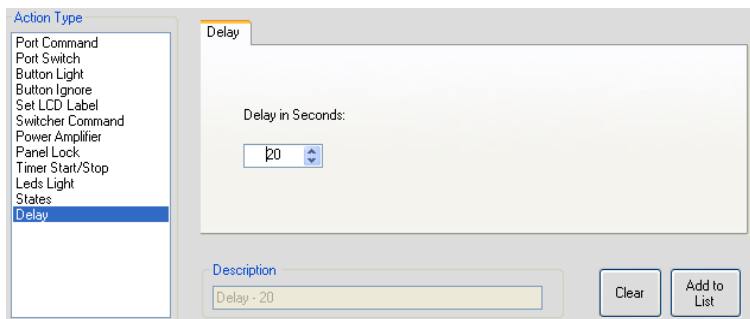 Action Type
Port Command
Port Switch
Button Light
Button Ignore
Set LCD Label
Switcher Command
Power Amplifier
Panel Lock
Timer Start/Stop
Leds Light
States
Delay
Delay
Delay in Seconds:
20
Description
Delay - 20
Clear
Add to
List